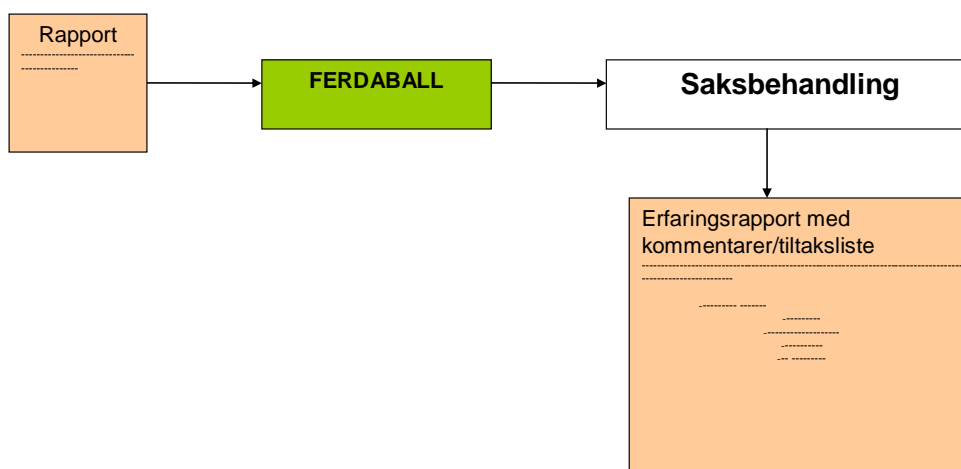 Rapport
FERDABALL
Saksbehandling
Erfaringsrapport med
kommentarer/tiltaksliste